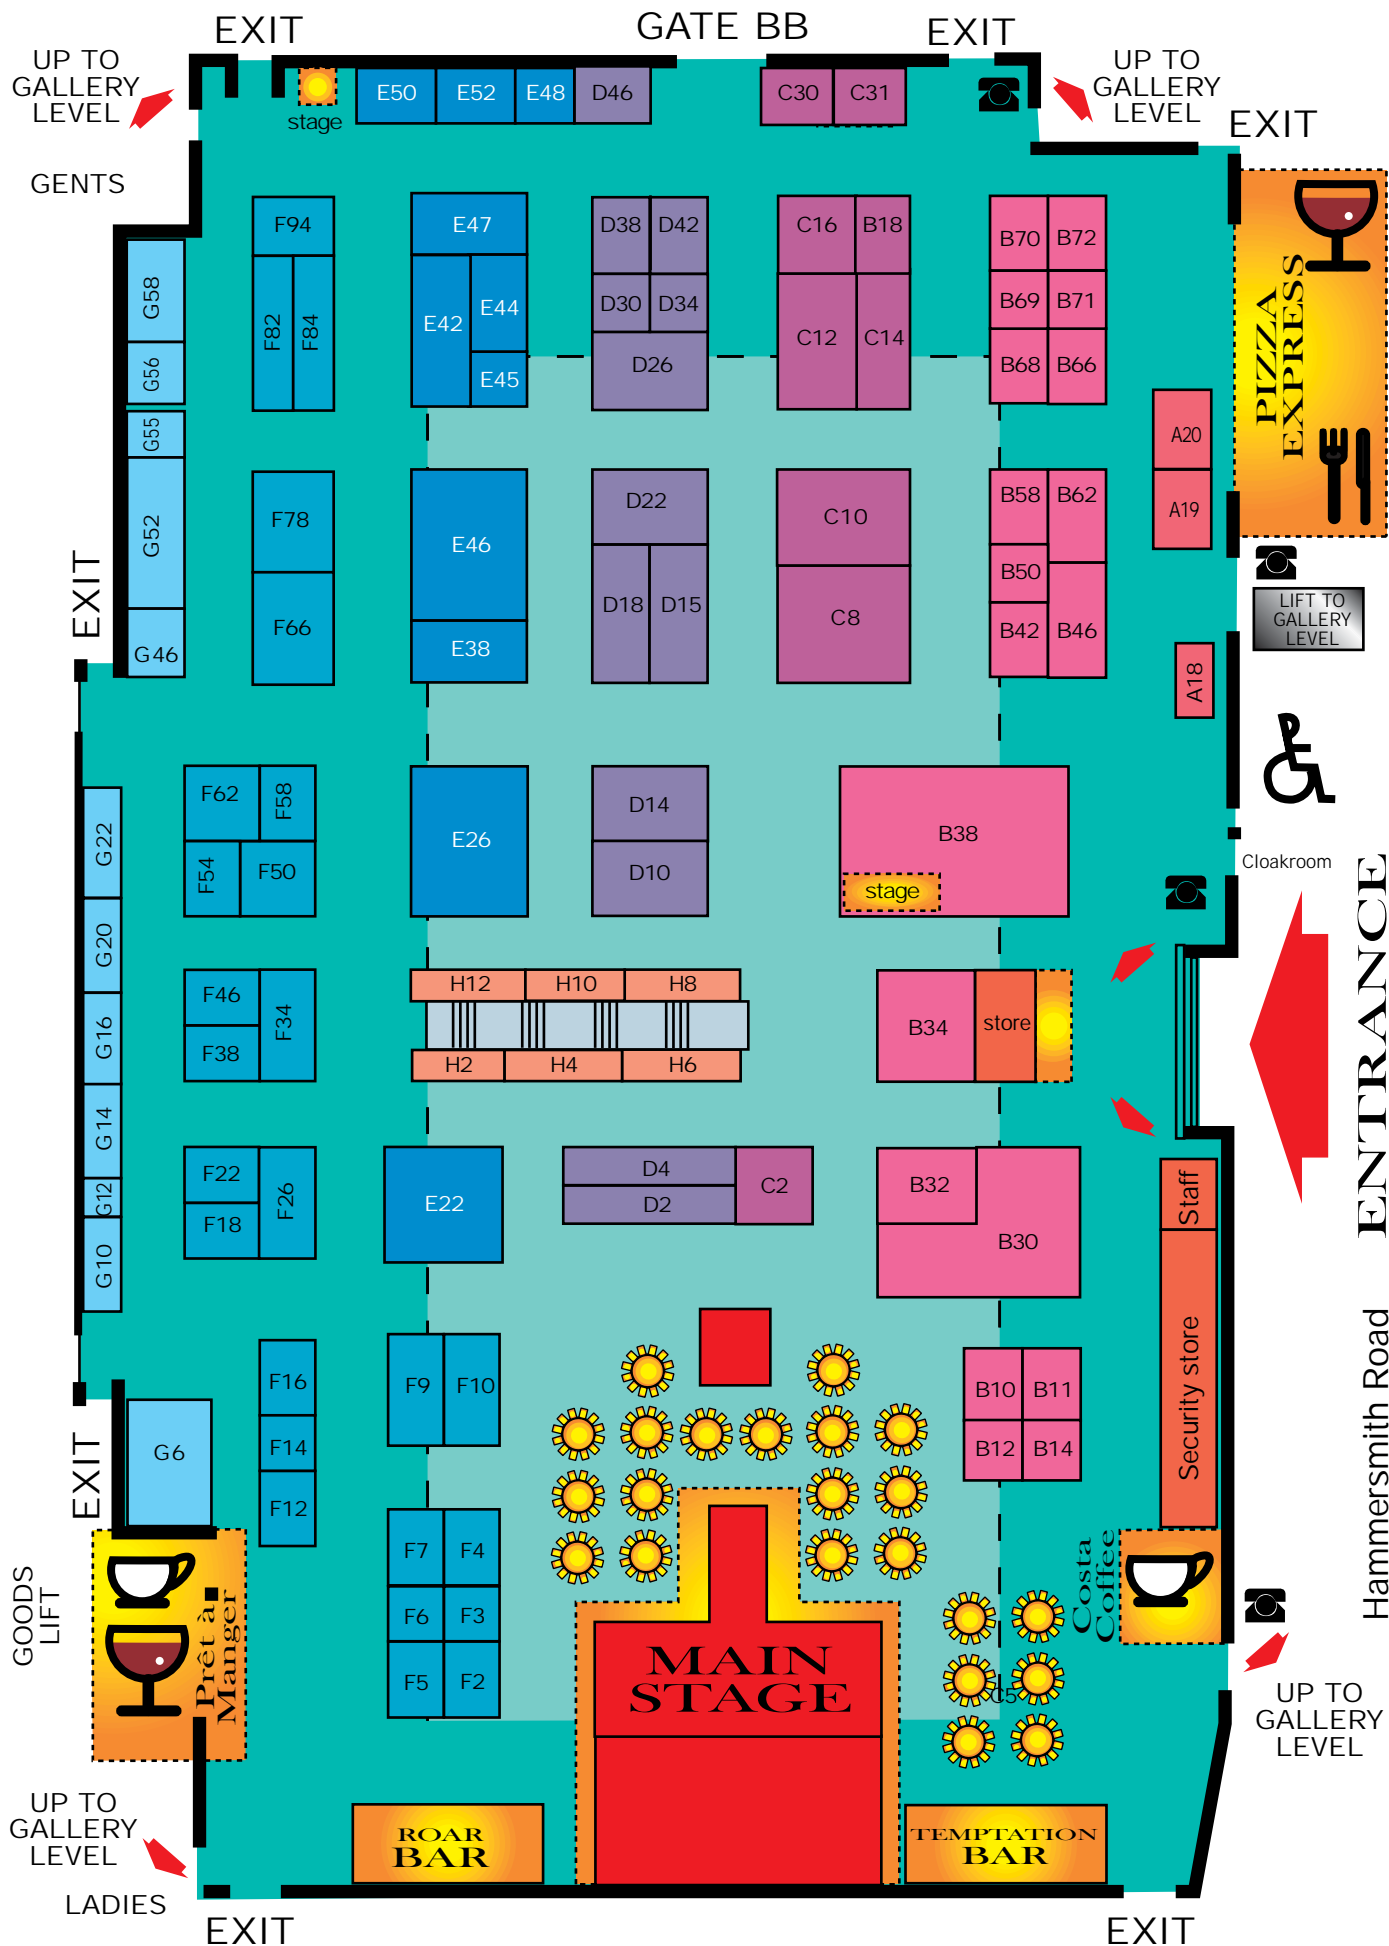 EXIT
GATE BB
EXIT
UP TO
GALLERY
LEVEL
UP TO
GALLERY
LEVEL
EXIT
stage
E50
E52
E48
D46
C30
C31
GENTS
F94
E47
D38
D42
C16
B18
B70
B72
G58
F82
F84
E42
E44
D30
D34
C12
C14
B69
B71
G56
E45
D26
B68
B66
PIZZA
EXPRESS
G55
A20
G52
F78
E46
D22
C10
B58
B62
A19
EXIT
B50
F66
D18
D15
C8
B42
B46
LIFT TO
GALLERY
LEVEL
G46
E38
A18
G22
F62
F58
E26
D14
B38
F54
F50
D10
stage
Cloakroom
ENTRANCE
G20
F46
F34
H12
H10
H8
G16
F38
B34
store
H2
H4
H6
G14
F22
F26
E22
D4
C2
B32
Staff
G12
F18
D2
G10
B30
Security store
Hammersmith Road
F16
F9
F10
B10
B11
EXIT
G6
F14
B12
B14
F12
F7
F4
Costa
Coffee
GOODS
LIFT
Prêt à
Manger
F6
F3
F5
F2
MAIN
STAGE
C5
UP TO
GALLERY
LEVEL
UP TO
GALLERY
LEVEL
ROAR
BAR
TEMPTATION
BAR
LADIES
EXIT
EXIT